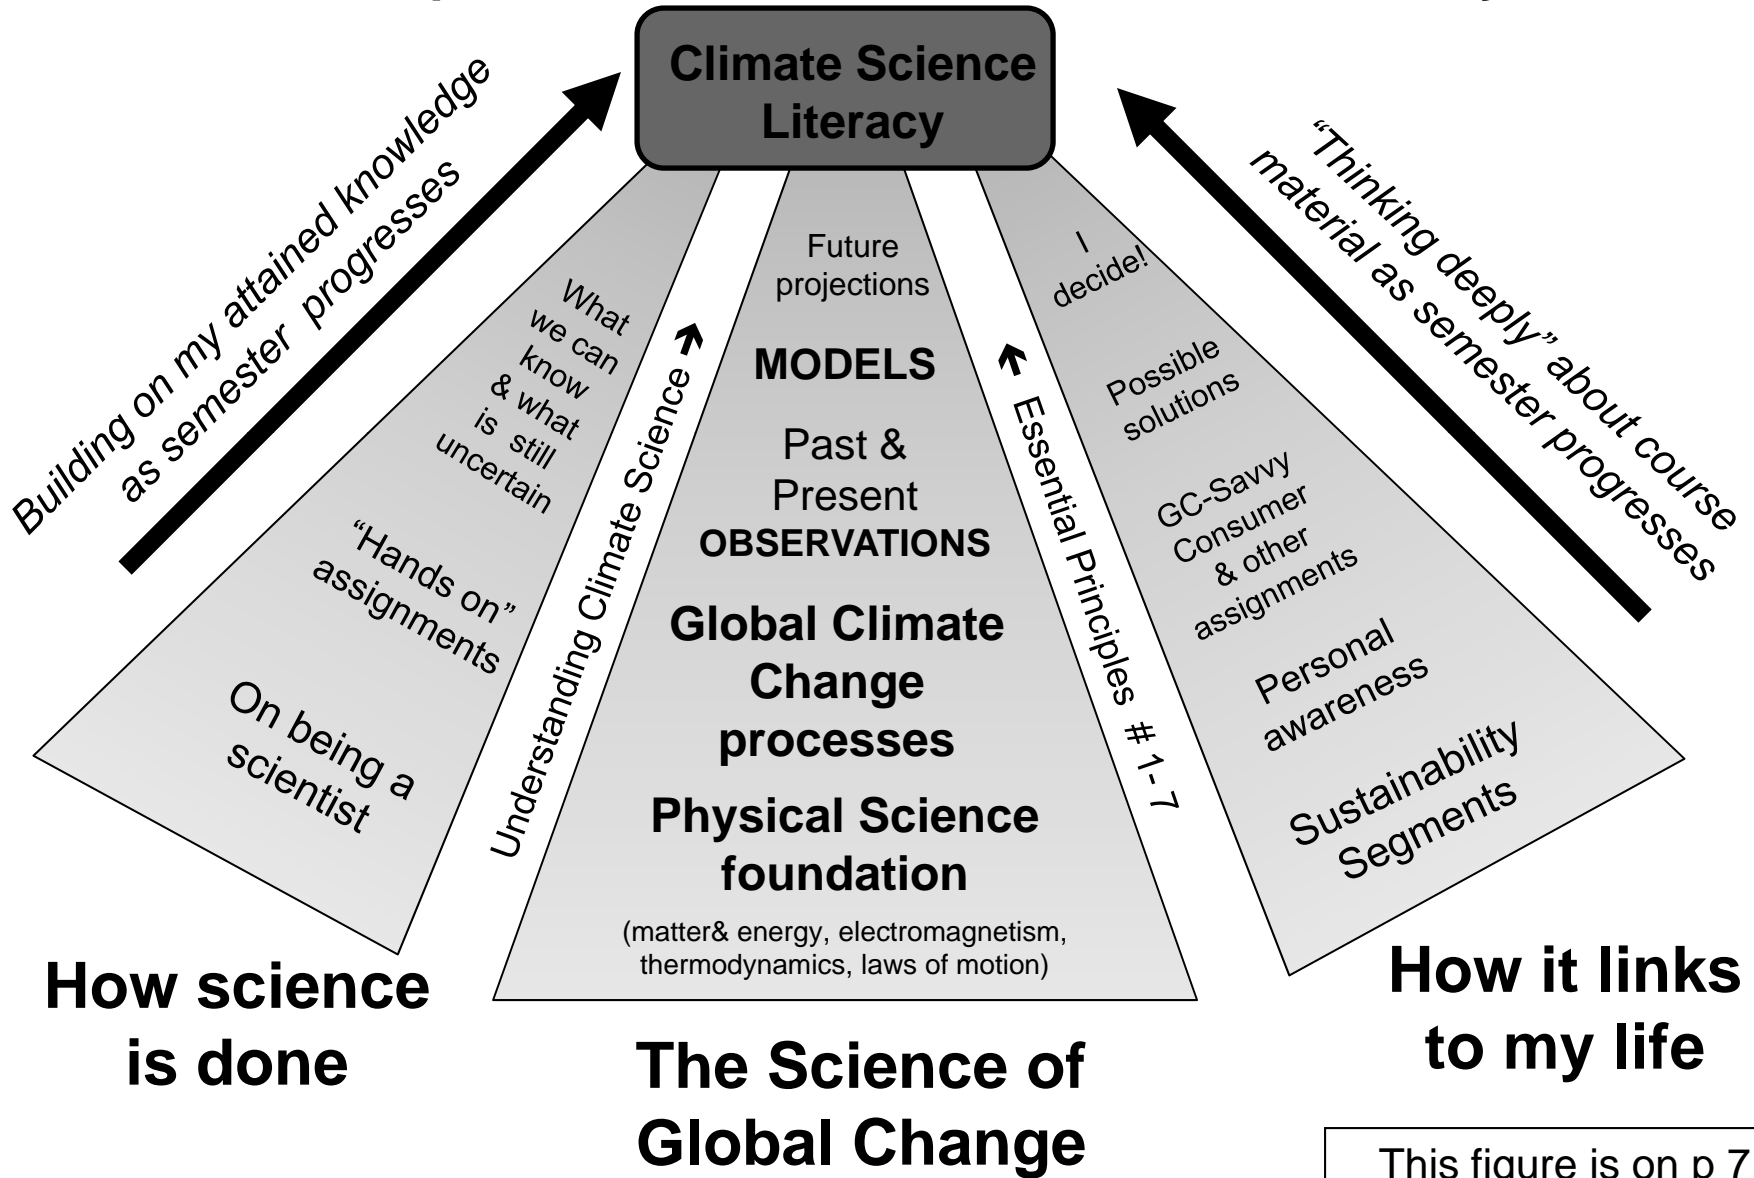 Climate Science
Literacy
Building on my attained knowledge
as semester progresses
“Thinking deeply” about course
material as semester progresses
What
we can
know
& what
is still
uncertain
“Hands on”
assignments
On being a
scientist
Understanding Climate Science →
Future
projections
MODELS
Past &
Present
OBSERVATIONS
Global Climate
Change
processes
Physical Science
foundation
(matter& energy, electromagnetism,
thermodynamics, laws of motion)
← Essential Principles # 1- 7
I
decide!
Possible
solutions
GC-Savvy
Consumer
& other
assignments
Personal
awareness
Sustainability
Segments
How science
is done
The Science of
Global Change
How it links
to my life
This figure is on p 7